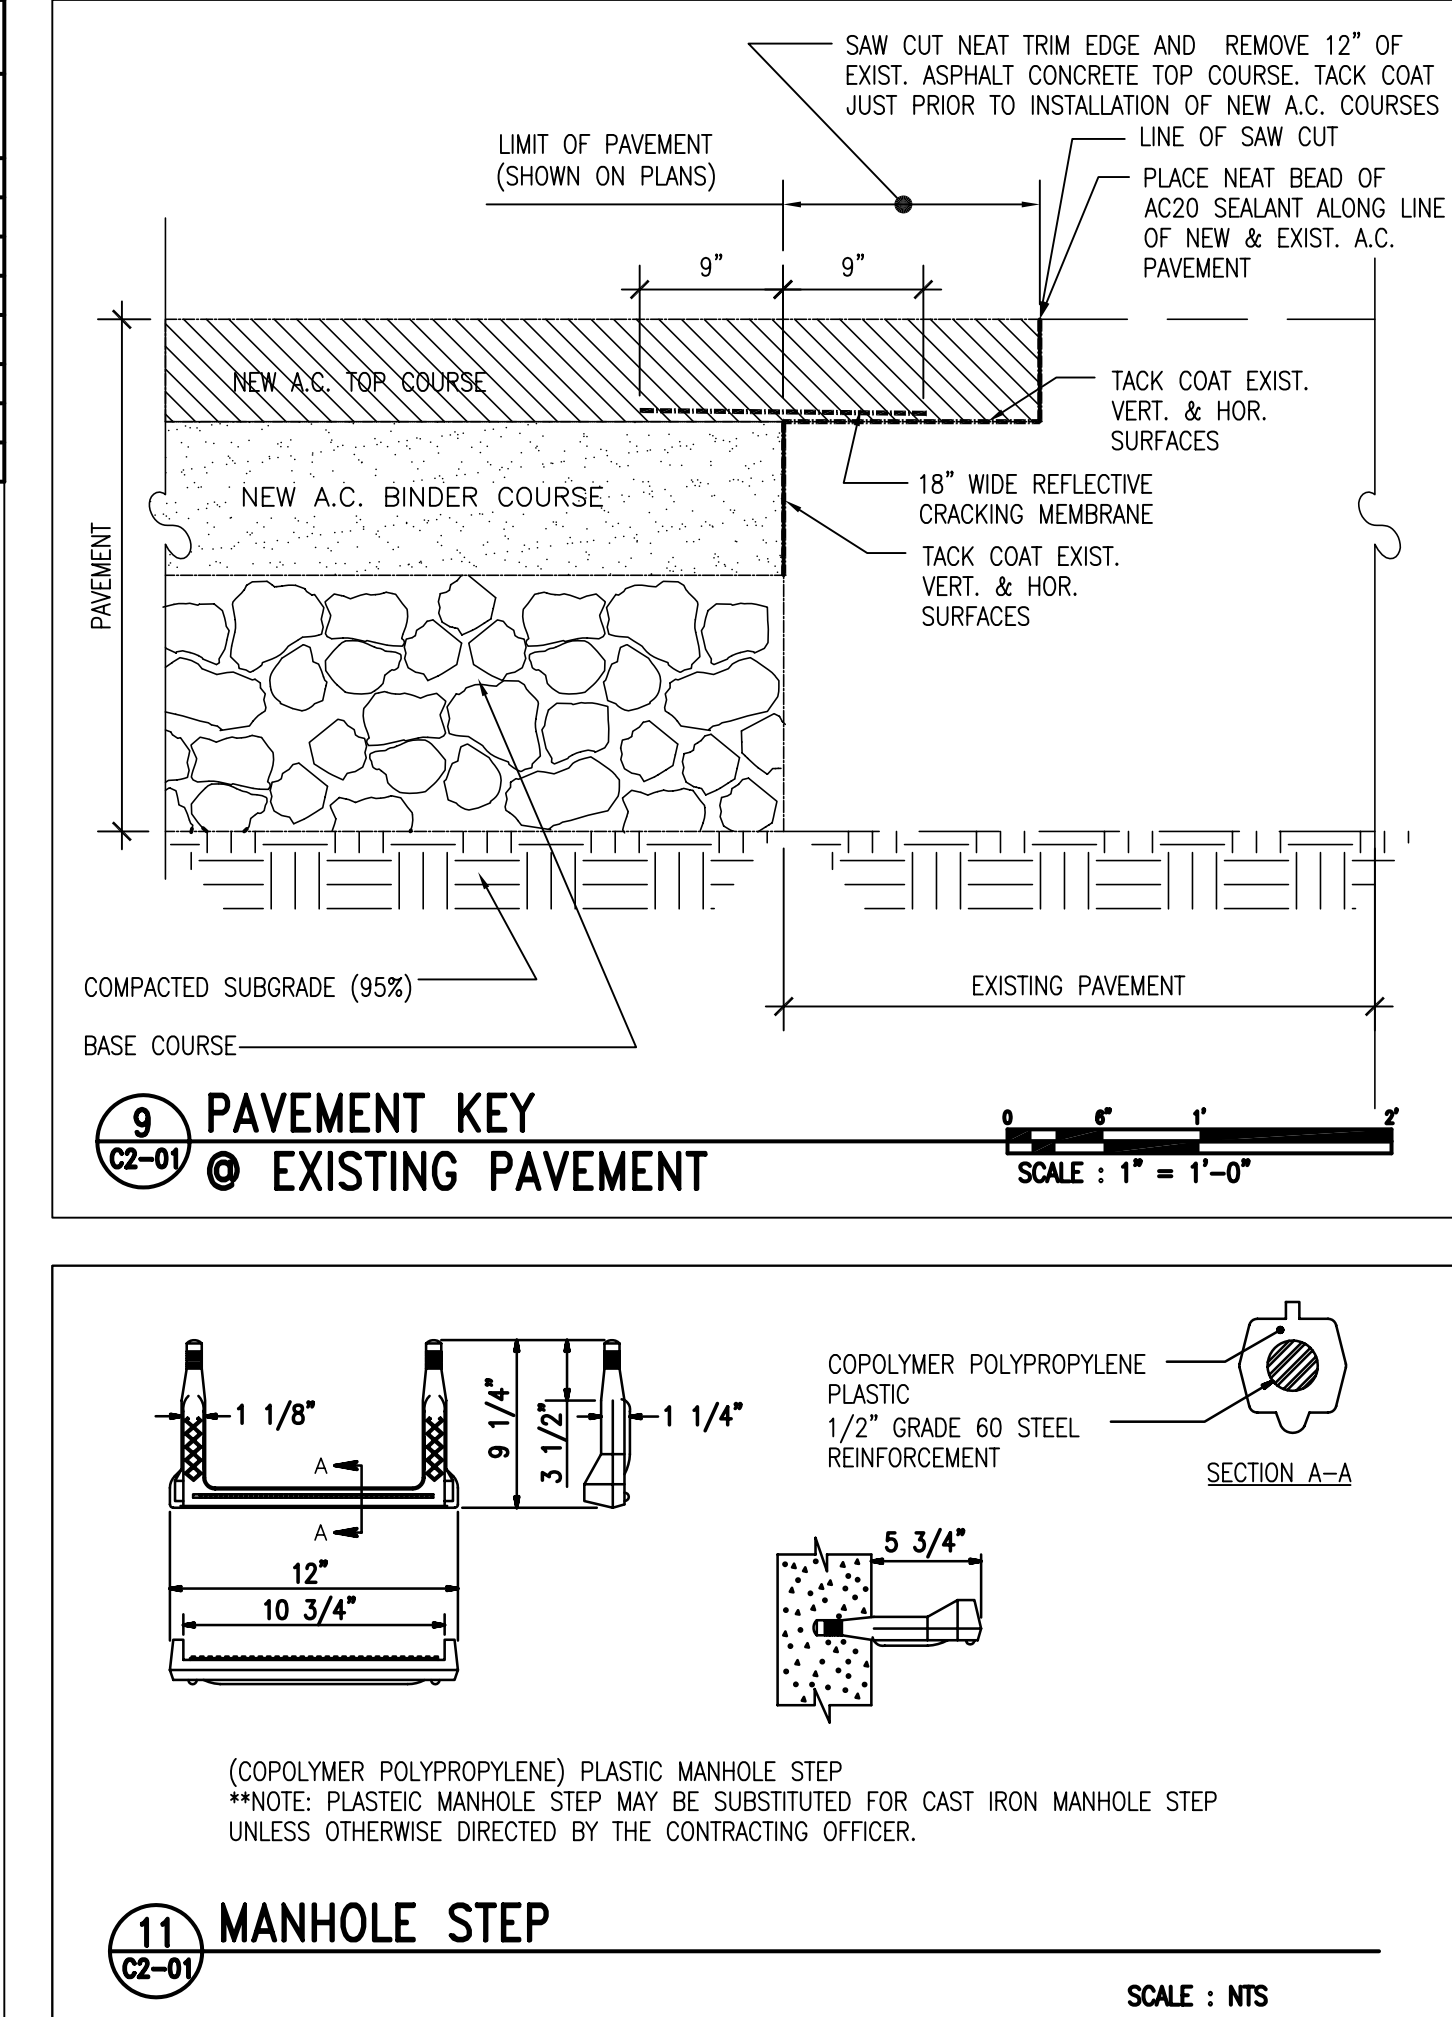 SAW CUT NEAT TRIM EDGE AND REMOVE 12" OF
EXIST. ASPHALT CONCRETE TOP COURSE. TACK COAT
JUST PRIOR TO INSTALLATION OF NEW A.C. COURSES
LINE OF SAW CUT
LIMIT OF PAVEMENT
(SHOWN ON PLANS)
PLACE NEAT BEAD OF
AC20 SEALANT ALONG LINE
OF NEW & EXIST. A.C.
PAVEMENT
9"
9"
NEW A.C. TOP COURSE
TACK COAT EXIST.
VERT. & HOR.
SURFACES
NEW A.C. BINDER COURSE
18" WIDE REFLECTIVE
CRACKING MEMBRANE
TACK COAT EXIST.
VERT. & HOR.
SURFACES
PAVEMENT
COMPACTED SUBGRADE (95%)
EXISTING PAVEMENT
BASE COURSE
9
C2-01
PAVEMENT KEY
@ EXISTING PAVEMENT
0 6" 1' 2'
SCALE : 1" = 1'-0"
1 1/8"
9 1/4"
3 1/2"
1 1/4"
A
A
12"
10 3/4"
COPOLYMER POLYPROPYLENE
PLASTIC
1/2" GRADE 60 STEEL
REINFORCEMENT
SECTION A-A
5 3/4"
(COPOLYMER POLYPROPYLENE) PLASTIC MANHOLE STEP
**NOTE: PLASTEIC MANHOLE STEP MAY BE SUBSTITUTED FOR CAST IRON MANHOLE STEP
UNLESS OTHERWISE DIRECTED BY THE CONTRACTING OFFICER.
11
C2-01
MANHOLE STEP
SCALE : NTS